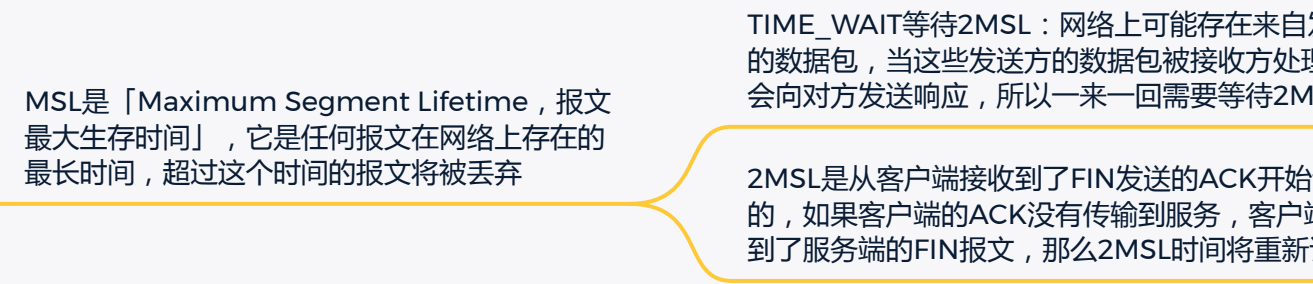 MSL是「Maximum Segment Lifetime，报文
最大生存时间」，它是任何报文在网络上存在的
最长时间，超过这个时间的报文将被丢弃
TIME_WAIT等待2MSL：网络上可能存在来自
的数据包，当这些发送方的数据包被接收方处
会向对方发送响应，所以一来一回需要等待2M
2MSL是从客户端接收到了FIN发送的ACK开始
的，如果客户端的ACK没有传输到服务，客户
到了服务端的FIN报文，那么2MSL时间将重新